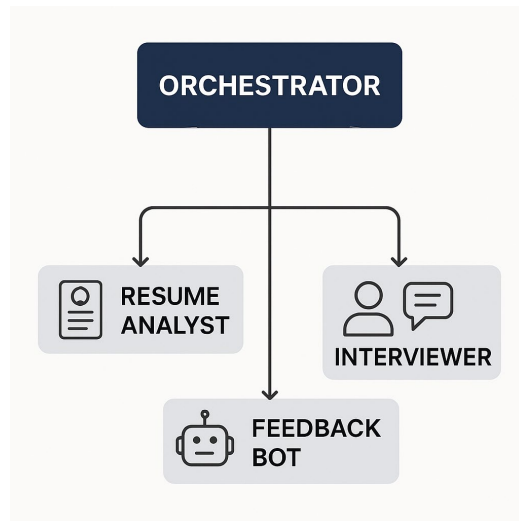 ORCHESTRATOR
RESUME
ANALYST
INTERVIEWER
FEEDBACK
BOT